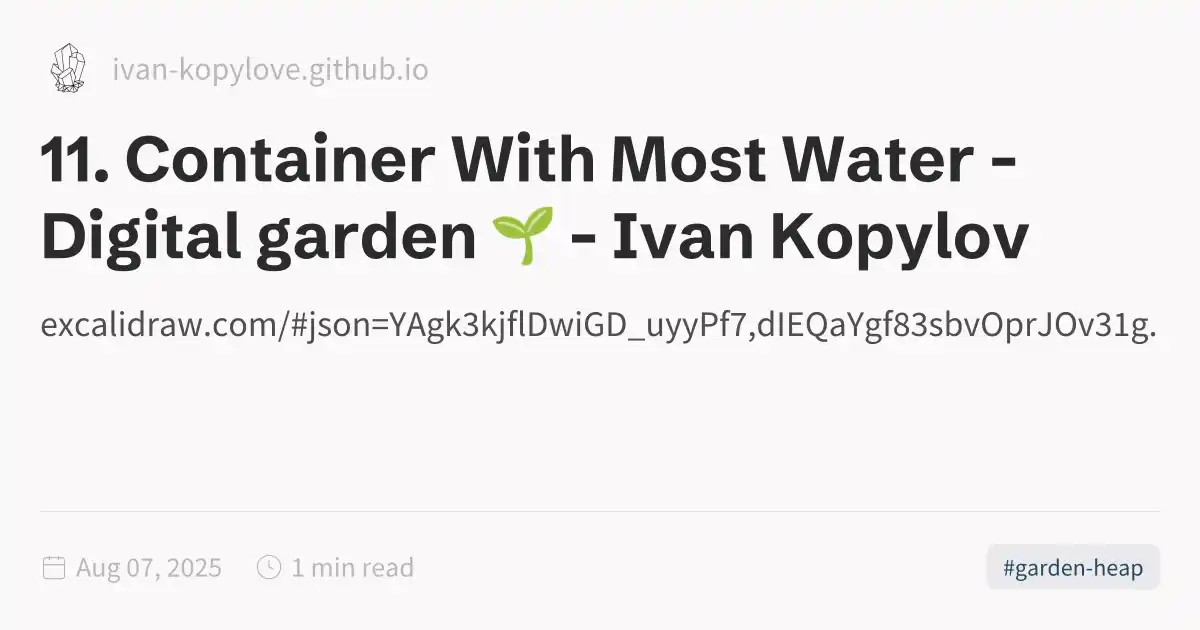 ivan-kopylove.github.io
11. Container With Most Water -
Digital garden 🌱 - Ivan Kopylov
excalidraw.com/#json=YAgk3kjflDwiGD_uyyPf7,dIEQaYgf83sbvOprJOv31g.
Aug 07, 2025
1 min read
#garden-heap